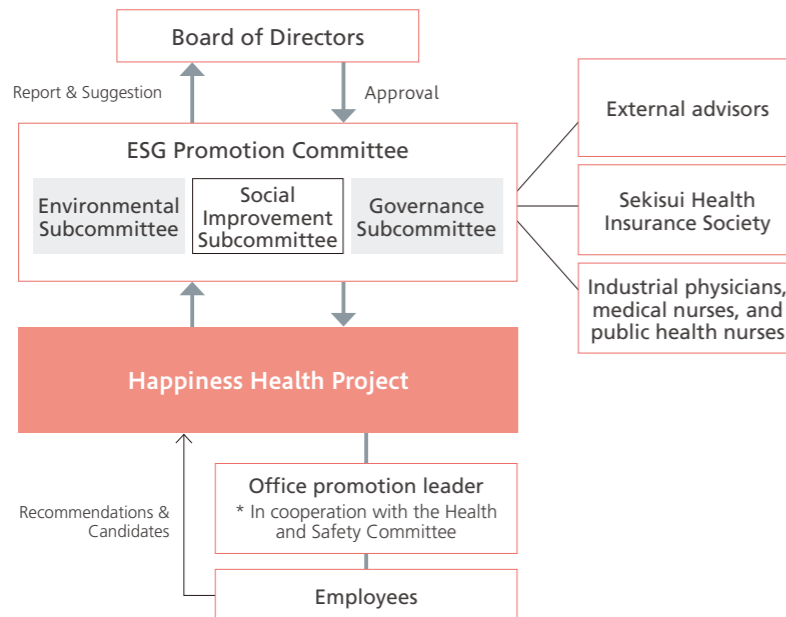 Board of Directors
Report & Suggestion
Approval
ESG Promotion Committee
Environmental
Subcommittee
Social
Improvement
Subcommittee
Governance
Subcommittee
External advisors
Sekisui Health
Insurance Society
Industrial physicians,
medical nurses, and
public health nurses
Happiness Health Project
Recommendations &
Candidates
Office promotion leader
* In cooperation with the Health
and Safety Committee
Employees